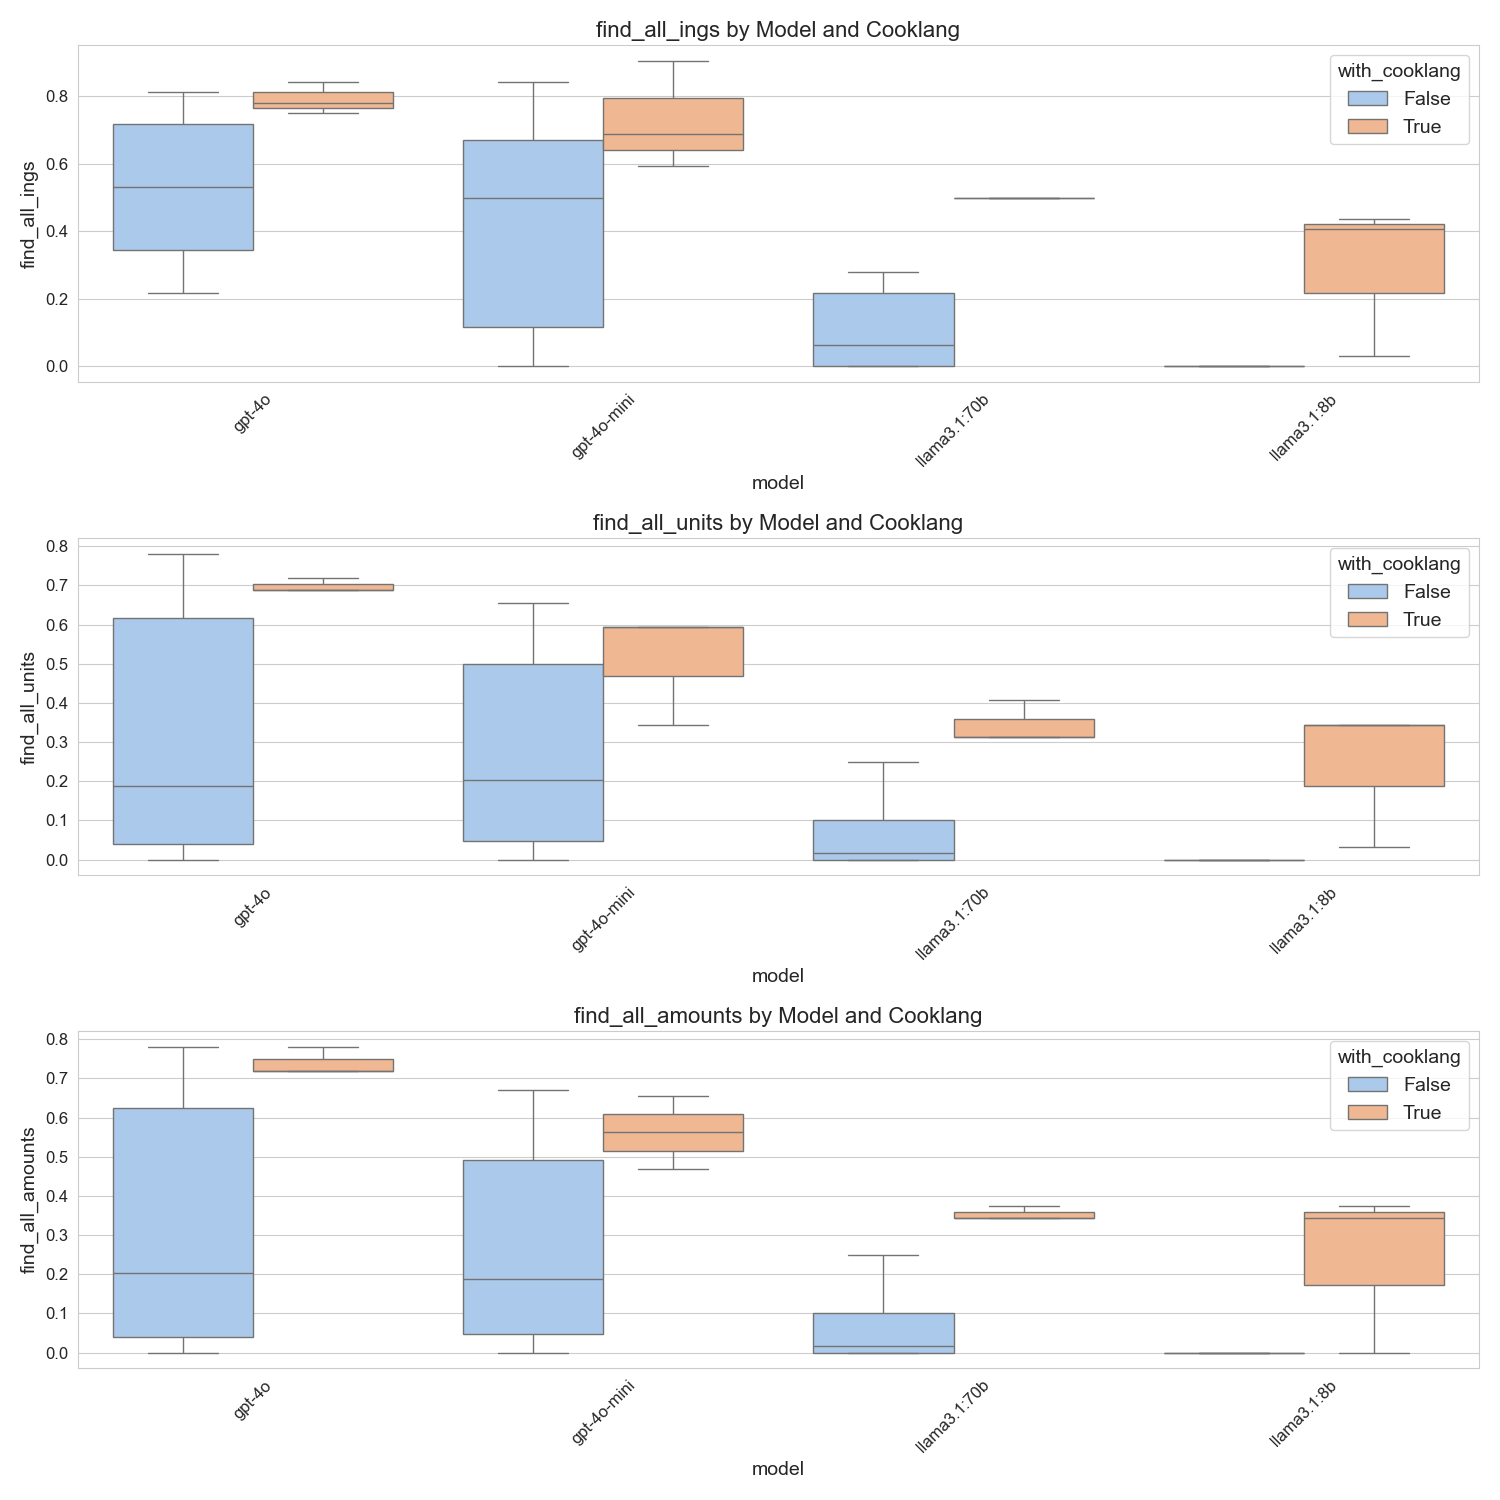 find_all_ings by Model and Cooklang
find_all_ings
0.8
0.6
0.4
0.2
0.0
with_cooklang
False
True
gpt-4o
gpt-4o-mini
llama3.1:70b
llama3.1:8b
model
find_all_units by Model and Cooklang
find_all_units
0.8
0.7
0.6
0.5
0.4
0.3
0.2
0.1
0.0
with_cooklang
False
True
gpt-4o
gpt-4o-mini
llama3.1:70b
llama3.1:8b
model
find_all_amounts by Model and Cooklang
find_all_amounts
0.8
0.7
0.6
0.5
0.4
0.3
0.2
0.1
0.0
with_cooklang
False
True
gpt-4o
gpt-4o-mini
llama3.1:70b
llama3.1:8b
model